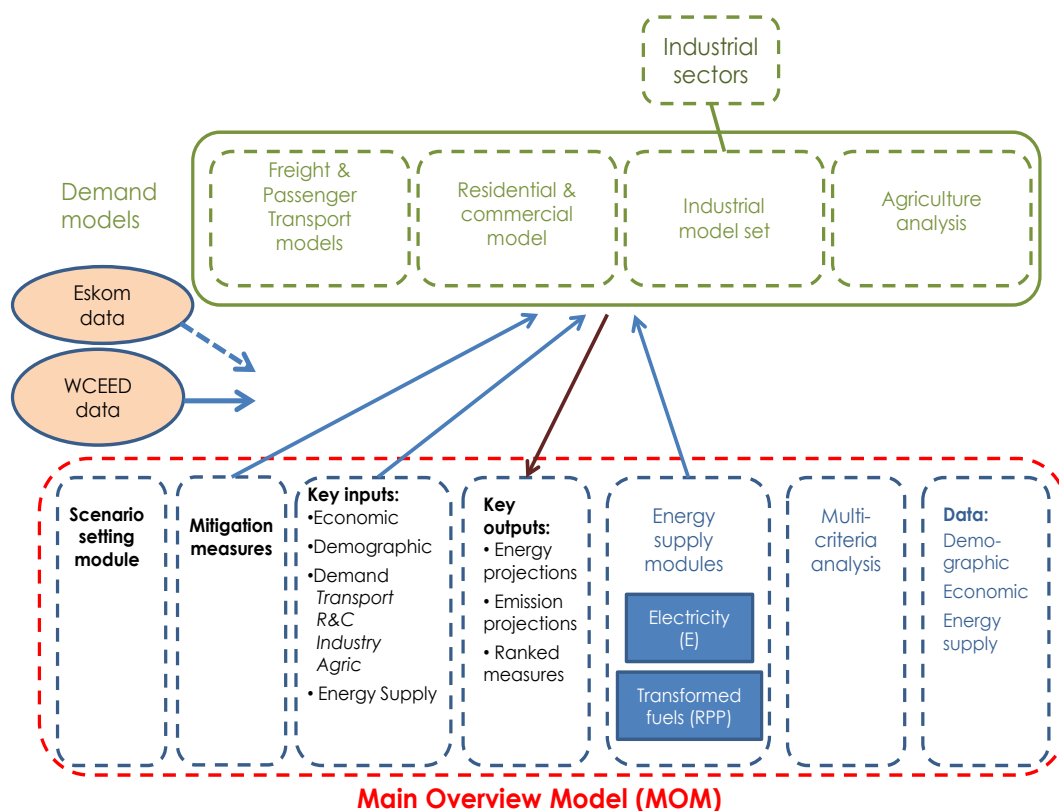 Industrial
sectors
Demand
models
Freight &
Passenger
Transport
models
Residential &
commercial
model
Industrial
model set
Agriculture
analysis
Eskom
data
WCEED
data
Scenario
setting
module
Mitigation
measures
Key inputs:
•Economic
•Demographic
•Demand
Transport
R&C
Industry
Agric
• Energy Supply
Key
outputs:
• Energy
projections
• Emission
projections
• Ranked
measures
Energy
supply
modules
Electricity
(E)
Transformed
fuels (RPP)
Multi-
criteria
analysis
Data:
Demo-
graphic
Economic
Energy
supply
Main Overview Model (MOM)